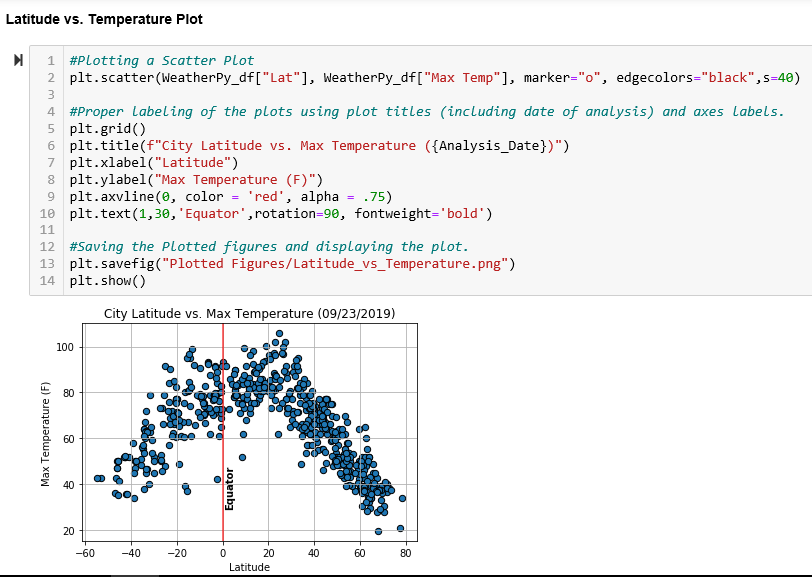 Latitude vs. Temperature Plot
1 #Plotting a Scatter Plot
2 plt.scatter(WeatherPy_df["Lat"], WeatherPy_df["Max Temp"], marker="o", edgecolors="black",s=40)
3
4 #Proper labeling of the plots using plot titles (including date of analysis) and axes labels.
5 plt.grid()
6 plt.title(f"City Latitude vs. Max Temperature ({Analysis_Date})")
7 plt.xlabel("Latitude")
8 plt.ylabel("Max Temperature (F)")
9 plt.axvline(0, color = 'red', alpha = .75)
10 plt.text(1,30,'Equator',rotation=90, fontweight='bold')
11
12 #Saving the Plotted figures and displaying the plot.
13 plt.savefig("Plotted Figures/Latitude_vs_Temperature.png")
14 plt.show()
City Latitude vs. Max Temperature (09/23/2019)
Max Temperature (F)
100
80
60
40
20
Equator
−60 −40 −20 0 20 40 60 80
Latitude